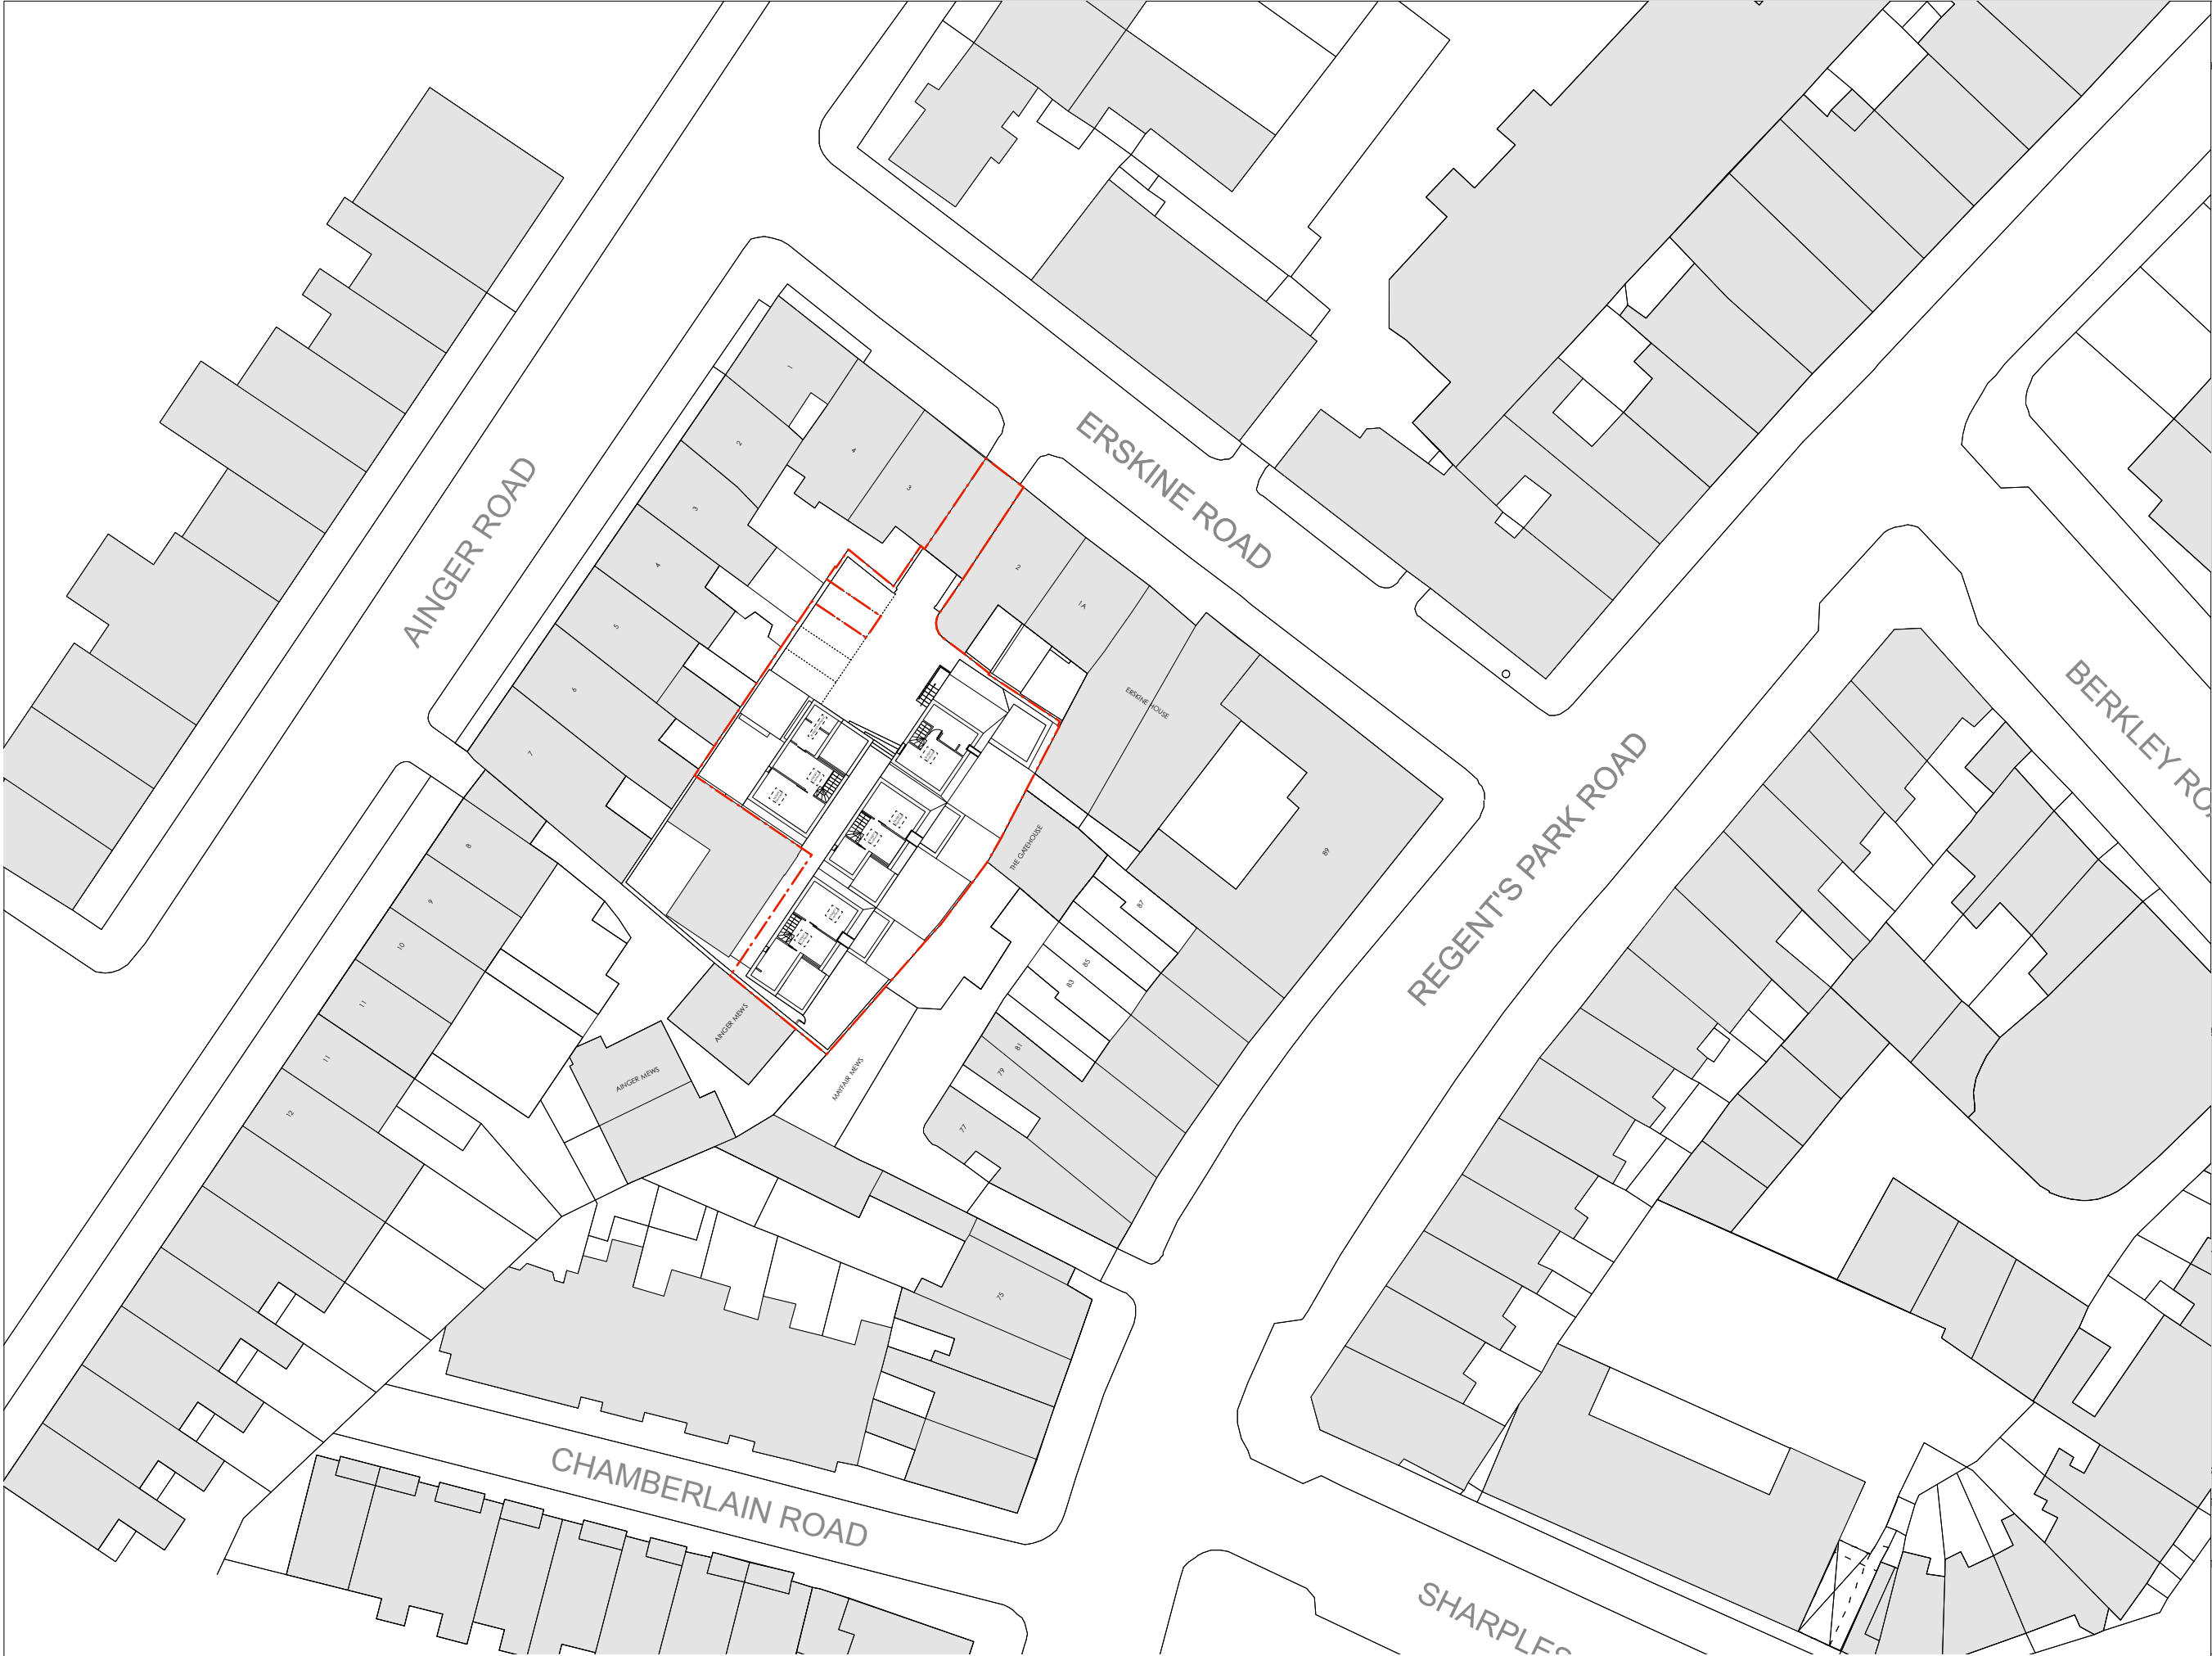 AINGER ROAD
ERSKINE ROAD
REGENT'S PARK ROAD
BERKLEY RO
CHAMBERLAIN ROAD
SHARPLES
1
2
3
4
5
6
7
4
3
2
1A
ERSKINE HOUSE
THE GATEHOUSE
89
87
85
83
81
79
77
75
8
9
10
11
11
12
AINGER MEWS
AINGER MEWS
MAYFAIR MEWS